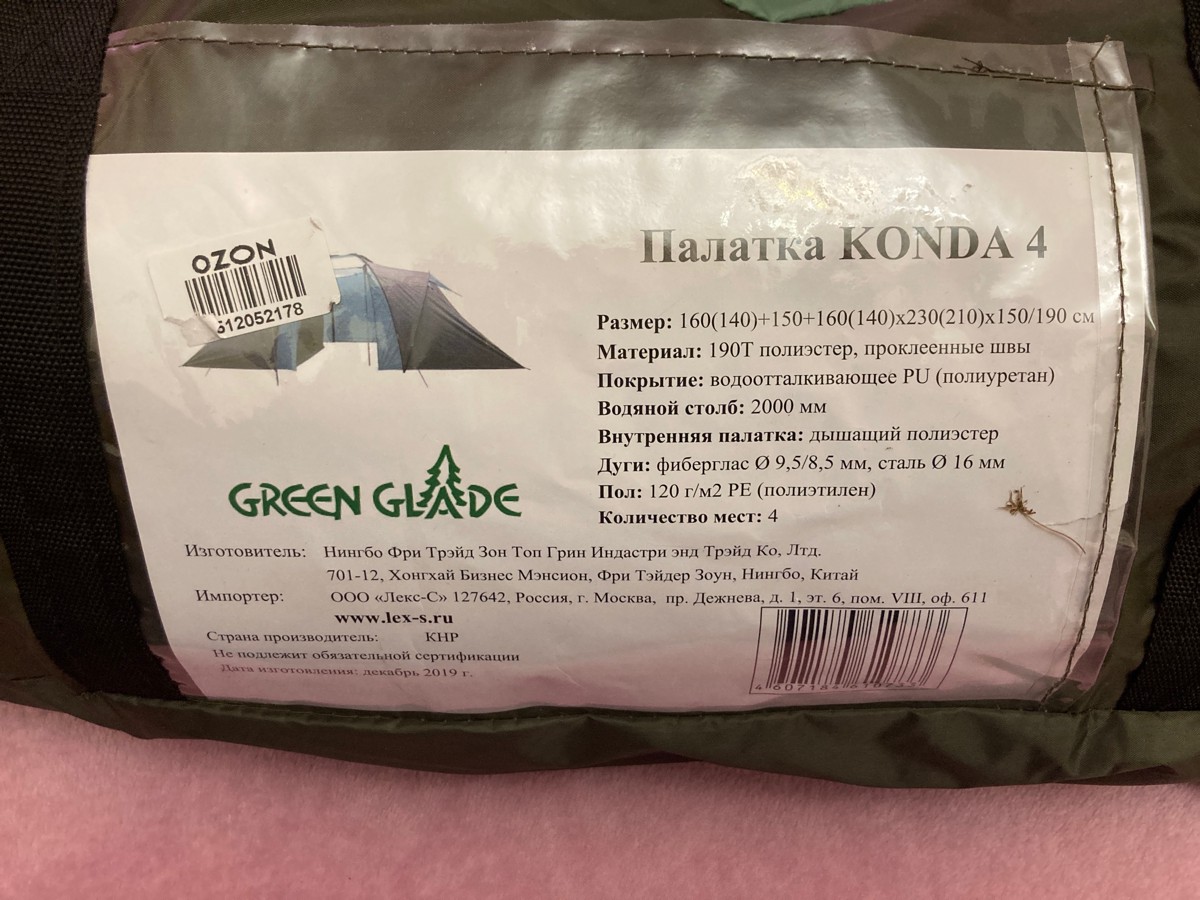 OZON
512052178
Палатка KONDA 4
Размер: 160(140)+150+160(140)x230(210)x150/190 см
Материал: 190T полиэстер, проклеенные швы
Покрытие: водоотталкивающее PU (полиуретан)
Водяной столб: 2000 мм
Внутренняя палатка: дышащий полиэстер
Дуги: фиберглас Ø 9,5/8,5 мм, сталь Ø 16 мм
Пол: 120 г/м2 PE (полиэтилен)
Количество мест: 4
GREEN GLADE
Изготовитель: Нингбо Фри Трэйд Зон Топ Грин Индастри энд Трэйд Ко, Лтд.
701-12, Хонгхай Бизнес Мэнсион, Фри Тэйдер Зоун, Нингбо, Китай
Импортер: ООО «Лекс-С» 127642, Россия, г. Москва, пр. Дежнева, д. 1, эт. 6, пом. VIII, оф. 611
www.lex-s.ru
Страна производитель: КНР
Не подлежит обязательной сертификации
Дата изготовления: декабрь 2019 г.